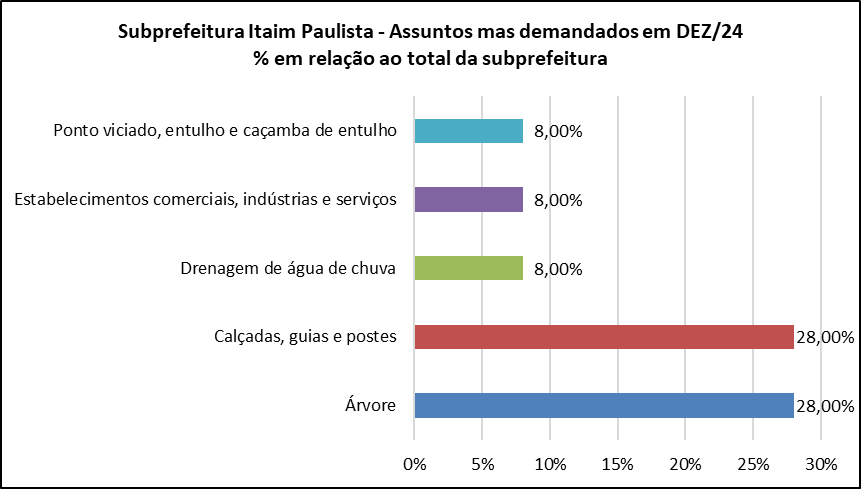 Subprefeitura Itaim Paulista - Assuntos mas demandados em DEZ/24
% em relação ao total da subprefeitura
Ponto viciado, entulho e caçamba de entulho
8,00%
Estabelecimentos comerciais, indústrias e serviços
8,00%
Drenagem de água de chuva
8,00%
Calçadas, guias e postes
28,00%
Árvore
28,00%
0% 5% 10% 15% 20% 25% 30%